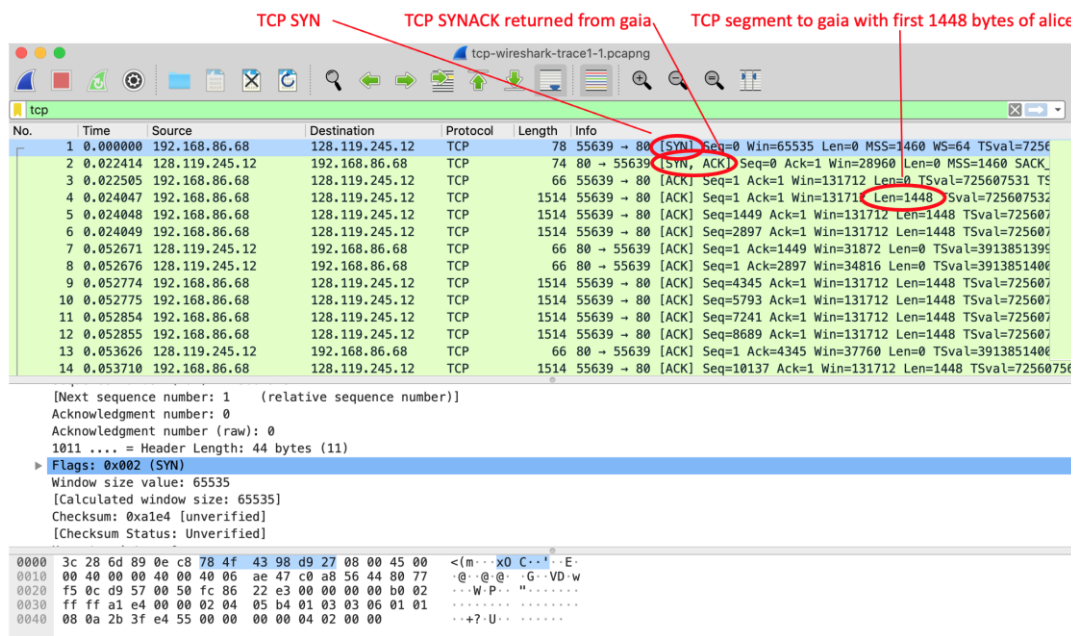 TCP SYN TCP SYNACK returned from gaia TCP segment to gaia with first 1448 bytes of alice
tcp-wireshark-trace1-1.pcapng
tcp
No. Time Source Destination Protocol Length Info
1 0.000000 192.168.86.68 128.119.245.12 TCP 78 55639 → 80 [SYN] Seq=0 Win=65535 Len=0 MSS=1460 WS=64 TSval=7256
2 0.022414 128.119.245.12 192.168.86.68 TCP 74 80 → 55639 [SYN, ACK] Seq=0 Ack=1 Win=28960 Len=0 MSS=1460 SACK_
3 0.022505 192.168.86.68 128.119.245.12 TCP 66 55639 → 80 [ACK] Seq=1 Ack=1 Win=131712 Len=0 TSval=725607531 TS
4 0.024047 192.168.86.68 128.119.245.12 TCP 1514 55639 → 80 [ACK] Seq=1 Ack=1 Win=131712 Len=1448 TSval=725607532
5 0.024048 192.168.86.68 128.119.245.12 TCP 1514 55639 → 80 [ACK] Seq=1449 Ack=1 Win=131712 Len=1448 TSval=725607
6 0.024049 192.168.86.68 128.119.245.12 TCP 1514 55639 → 80 [ACK] Seq=2897 Ack=1 Win=131712 Len=1448 TSval=725607
7 0.052671 128.119.245.12 192.168.86.68 TCP 66 80 → 55639 [ACK] Seq=1 Ack=1449 Win=31872 Len=0 TSval=3913851399
8 0.052676 128.119.245.12 192.168.86.68 TCP 66 80 → 55639 [ACK] Seq=1 Ack=2897 Win=34816 Len=0 TSval=3913851400
9 0.052774 192.168.86.68 128.119.245.12 TCP 1514 55639 → 80 [ACK] Seq=4345 Ack=1 Win=131712 Len=1448 TSval=725607
10 0.052775 192.168.86.68 128.119.245.12 TCP 1514 55639 → 80 [ACK] Seq=5793 Ack=1 Win=131712 Len=1448 TSval=725607
11 0.052854 192.168.86.68 128.119.245.12 TCP 1514 55639 → 80 [ACK] Seq=7241 Ack=1 Win=131712 Len=1448 TSval=725607
12 0.052855 192.168.86.68 128.119.245.12 TCP 1514 55639 → 80 [ACK] Seq=8689 Ack=1 Win=131712 Len=1448 TSval=725607
13 0.053626 128.119.245.12 192.168.86.68 TCP 66 80 → 55639 [ACK] Seq=1 Ack=4345 Win=37760 Len=0 TSval=3913851400
14 0.053710 192.168.86.68 128.119.245.12 TCP 1514 55639 → 80 [ACK] Seq=10137 Ack=1 Win=131712 Len=1448 TSval=72560756
[Next sequence number: 1 (relative sequence number)]
Acknowledgment number: 0
Acknowledgment number (raw): 0
1011 .... = Header Length: 44 bytes (11)
Flags: 0x002 (SYN)
Window size value: 65535
[Calculated window size: 65535]
Checksum: 0xa1e4 [unverified]
[Checksum Status: Unverified]
0000 3c 28 6d 89 0e c8 78 4f 43 98 d9 27 08 00 45 00 <(m···xO C··'··E·
0010 00 40 00 00 40 00 40 06 ae 47 c0 a8 56 44 80 77 ·@··@·@· ·G··VD·w
0020 f5 0c d9 57 00 50 fc 86 22 e3 00 00 00 00 b0 02 ···W·P·· "·······
0030 ff ff a1 e4 00 00 02 04 05 b4 01 03 03 06 01 01 ········ ········
0040 08 0a 2b 3f e4 55 00 00 00 00 04 02 00 00 ··+?·U·· ······